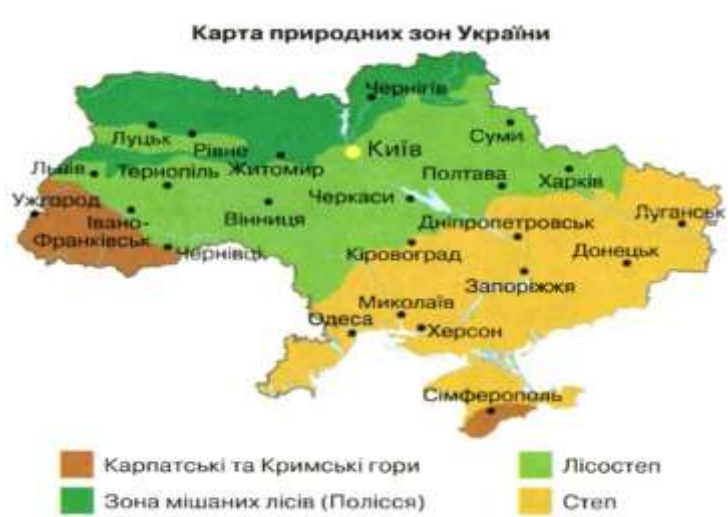 Карта природних зон України
Чернігів
Луцьк
Рівне
Київ
Суми
Львів
Тернопіль
Житомир
Полтава
Харків
Ужгород
Івано-
Франківськ
Вінниця
Черкаси
Дніпропетровськ
Луганськ
Чернівці
Кіровоград
Донецьк
Запоріжжя
Миколаїв
Одеса
Херсон
Сімферополь
Карпатські та Кримські гори
Лісостеп
Зона мішаних лісів (Полісся)
Степ